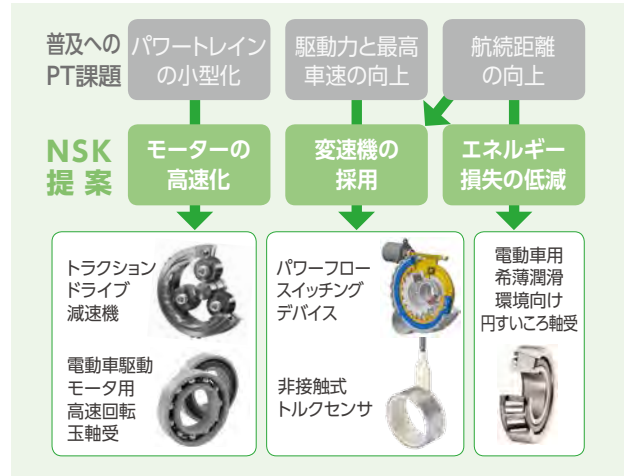 普及への
PT課題
パワートレイン
の小型化
駆動力と最高
車速の向上
航続距離
の向上
NSK
提案
モーターの
高速化
変速機の
採用
エネルギー
損失の低減
トラクション
ドライブ
減速機
電動車駆動
モータ用
高速回転
玉軸受
パワーフロー
スイッチング
デバイス
非接触式
トルクセンサ
電動車用
希薄潤滑
環境向け
円すいころ軸受